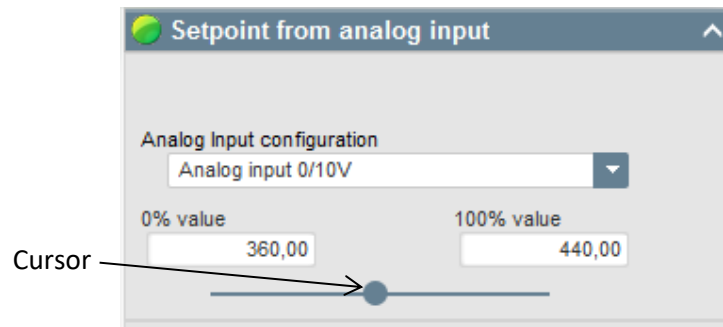 Setpoint from analog input
Analog Input configuration
Analog input 0/10V
0% value 100% value
360,00 440,00
Cursor